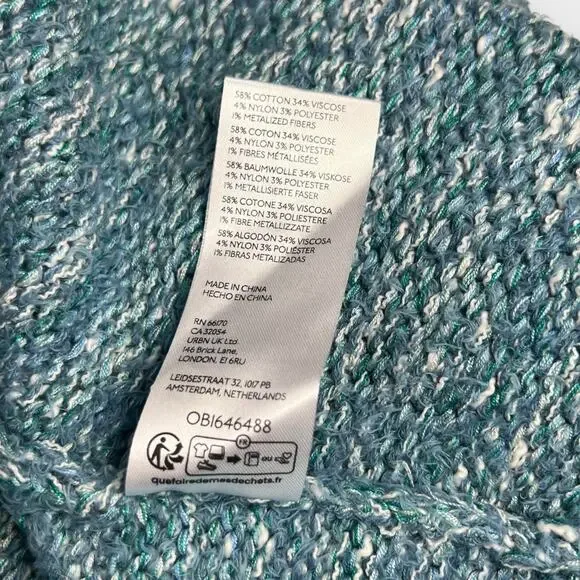 58% COTTON 34% VISCOSE
4% NYLON 3% POLYESTER
1% METALIZED FIBERS
58% COTON 34% VISCOSE
4% NYLON 3% POLYESTER
1% FIBRES MÉTALLISÉES
58% BAUMWOLLE 34% VISKOSE
4% NYLON 3% POLYESTER
1% METALLISIERTE FASER
58% COTONE 34% VISCOSA
4% NYLON 3% POLIESTERE
1% FIBRE METALLIZZATE
58% ALGODÓN 34% VISCOSA
4% NYLON 3% POLIÉSTER
1% FIBRAS METALIZADAS
MADE IN CHINA
HECHO EN CHINA
RN 66170
CA32054
URBN UK Ltd.
146 Brick Lane,
LONDON, E1 6RU
LEIDSESTRAAT 32, 1017 PB
AMSTERDAM, NETHERLANDS
OB1646488
FR
OU
quefairedemesdechets.fr